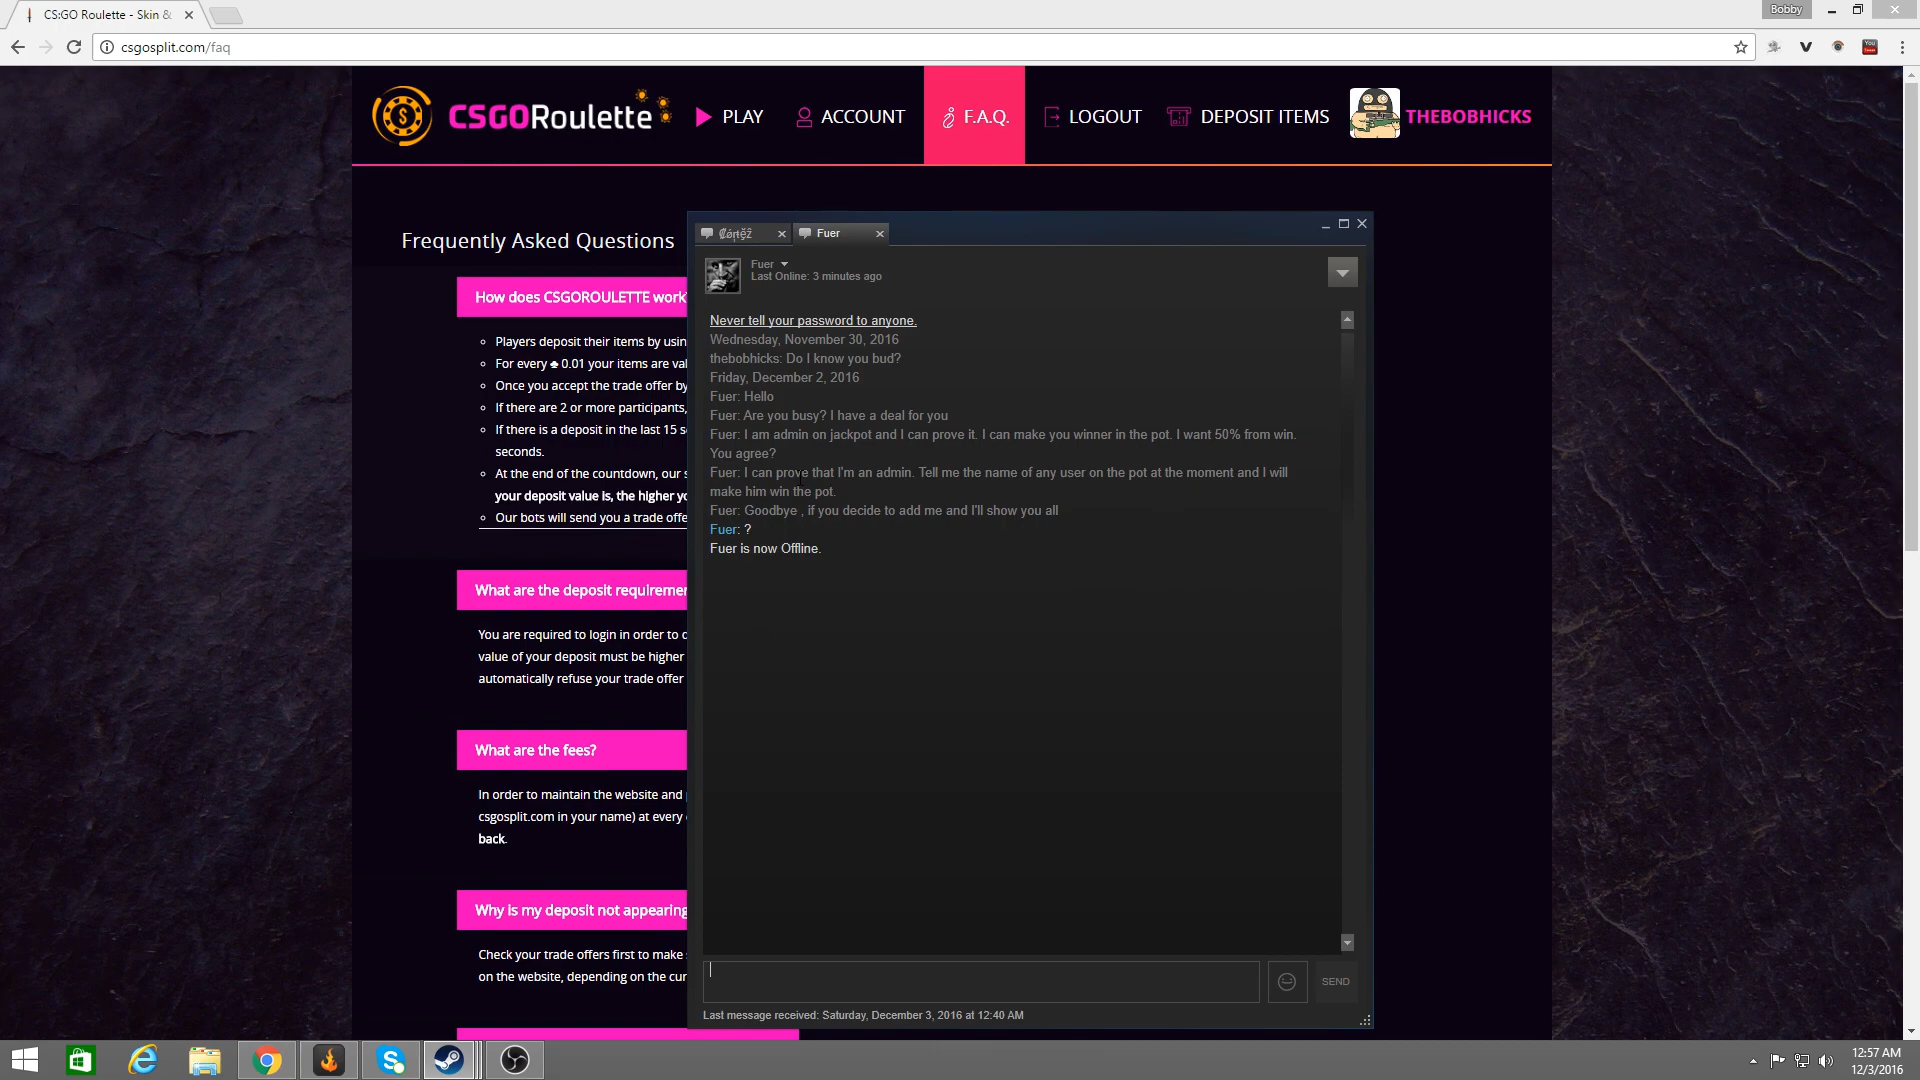 CS:GO Roulette - Skin &
Bobby
csgosplit.com/faq
CSGORoulette
PLAY
ACCOUNT
F.A.Q.
LOGOUT
DEPOSIT ITEMS
THEBOBHICKS
Frequently Asked Questions
How does CSGOROULETTE work
Players deposit their items by usin
For every ♣ 0.01 your items are val
Once you accept the trade offer by
If there are 2 or more participants,
If there is a deposit in the last 15 s
seconds.
At the end of the countdown, our s
your deposit value is, the higher yo
Our bots will send you a trade offe
What are the deposit requiremen
You are required to login in order to d
value of your deposit must be higher
automatically refuse your trade offer
What are the fees?
In order to maintain the website and
csgosplit.com in your name) at every
back.
Why is my deposit not appearing
Check your trade offers first to make
on the website, depending on the cur
Fuer
Fuer
Last Online: 3 minutes ago
Never tell your password to anyone.
Wednesday, November 30, 2016
thebobhicks: Do I know you bud?
Friday, December 2, 2016
Fuer: Hello
Fuer: Are you busy? I have a deal for you
Fuer: I am admin on jackpot and I can prove it. I can make you winner in the pot. I want 50% from win.
You agree?
Fuer: I can prove that I'm an admin. Tell me the name of any user on the pot at the moment and I will
make him win the pot.
Fuer: Goodbye , if you decide to add me and I'll show you all
Fuer: ?
Fuer is now Offline.
SEND
Last message received: Saturday, December 3, 2016 at 12:40 AM
12:57 AM
12/3/2016